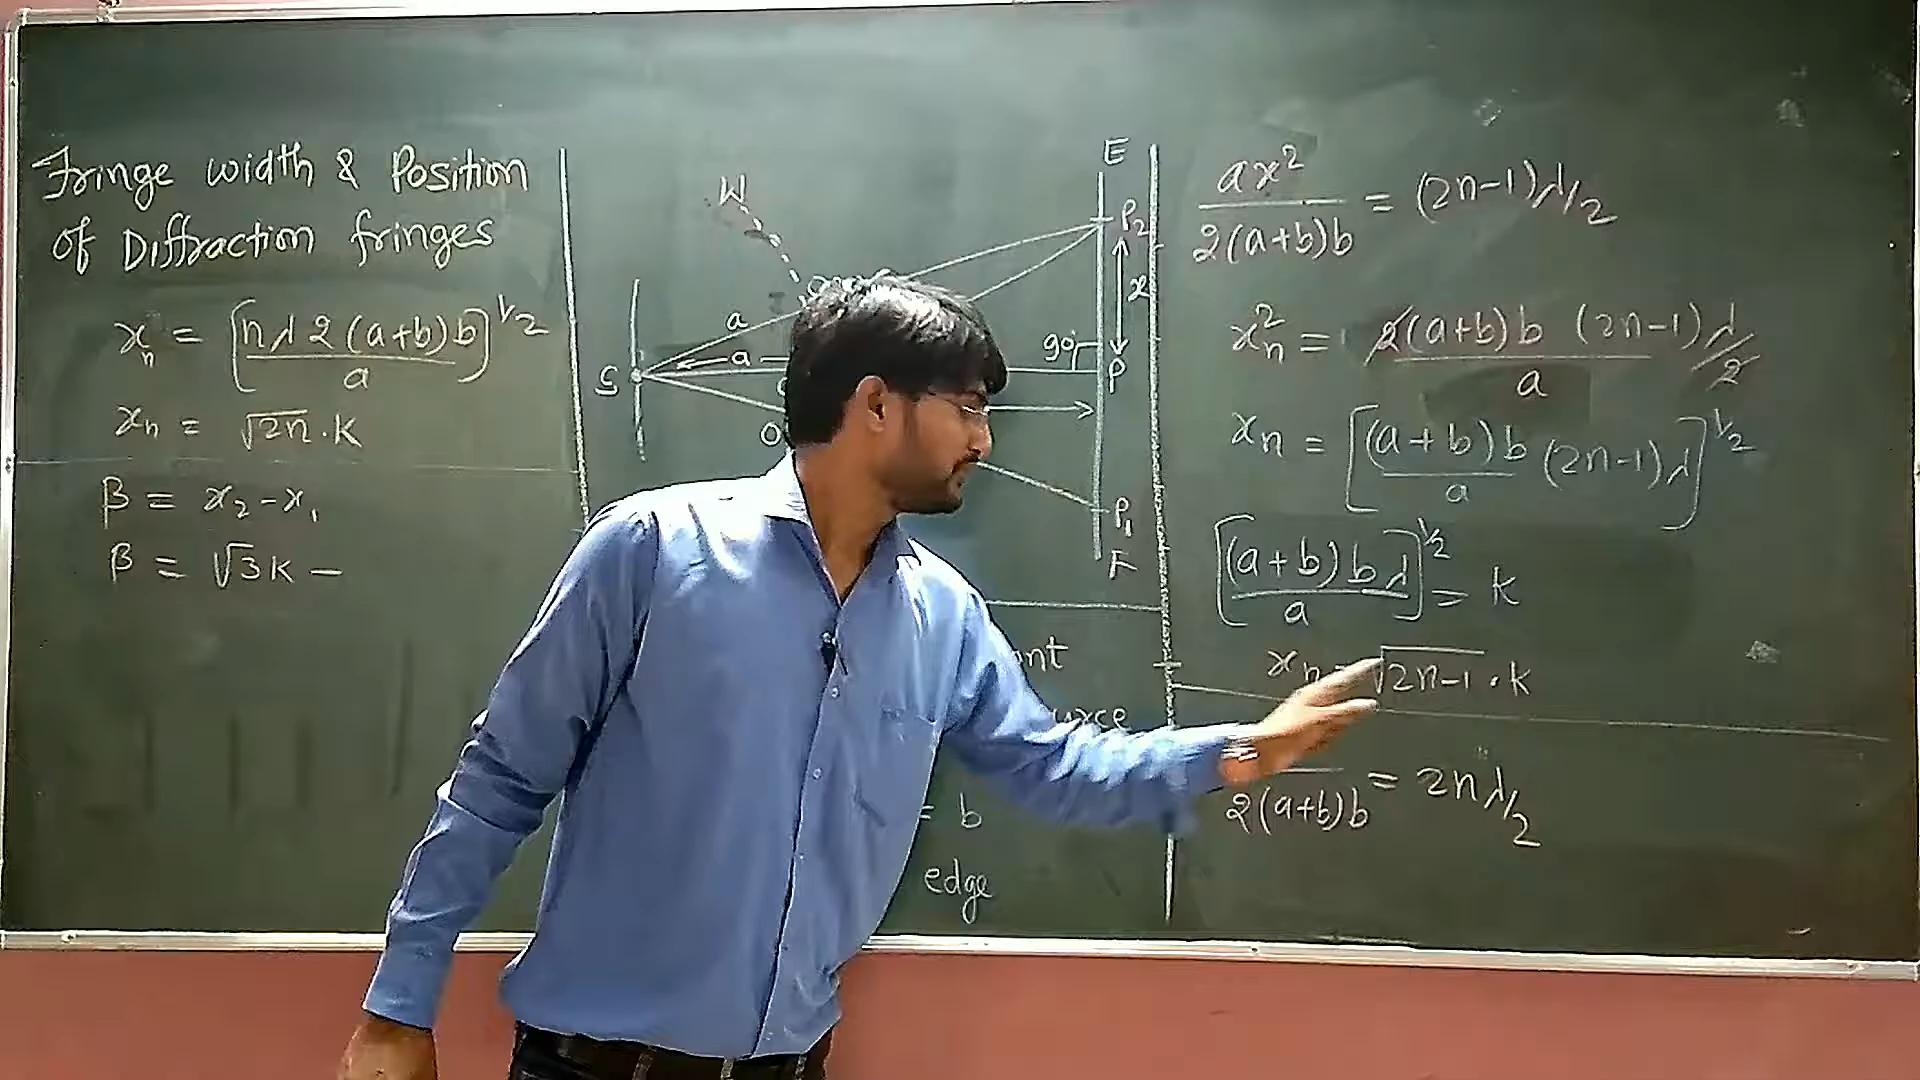 Fringe width & Position
of Diffraction fringes
xₙ = [nλ2(a+b)b/a]^1/2
xₙ = √2n . K
β = x₂-x₁
β = √3K -
W
E
P₂
x
a
a
90°
S
P
P₁
F
= b
edge
ax²/2(a+b)b = (2n-1)λ/2
xₙ² = 2(a+b)b (2n-1)λ/2 / a
xₙ = [(a+b)b/a (2n-1)λ]^1/2
[(a+b)bλ/a]^1/2 = K
xₙ = √2n-1 . K
2(a+b)b = 2nλ/2